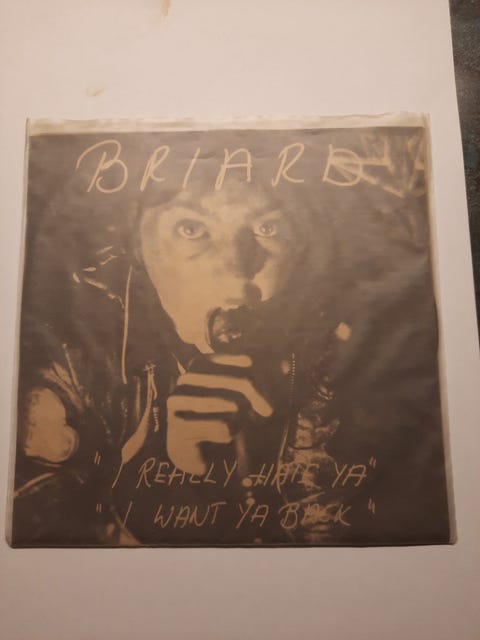 BRIARD
"I REALLY HATE YA"
"I WANT YA BACK"